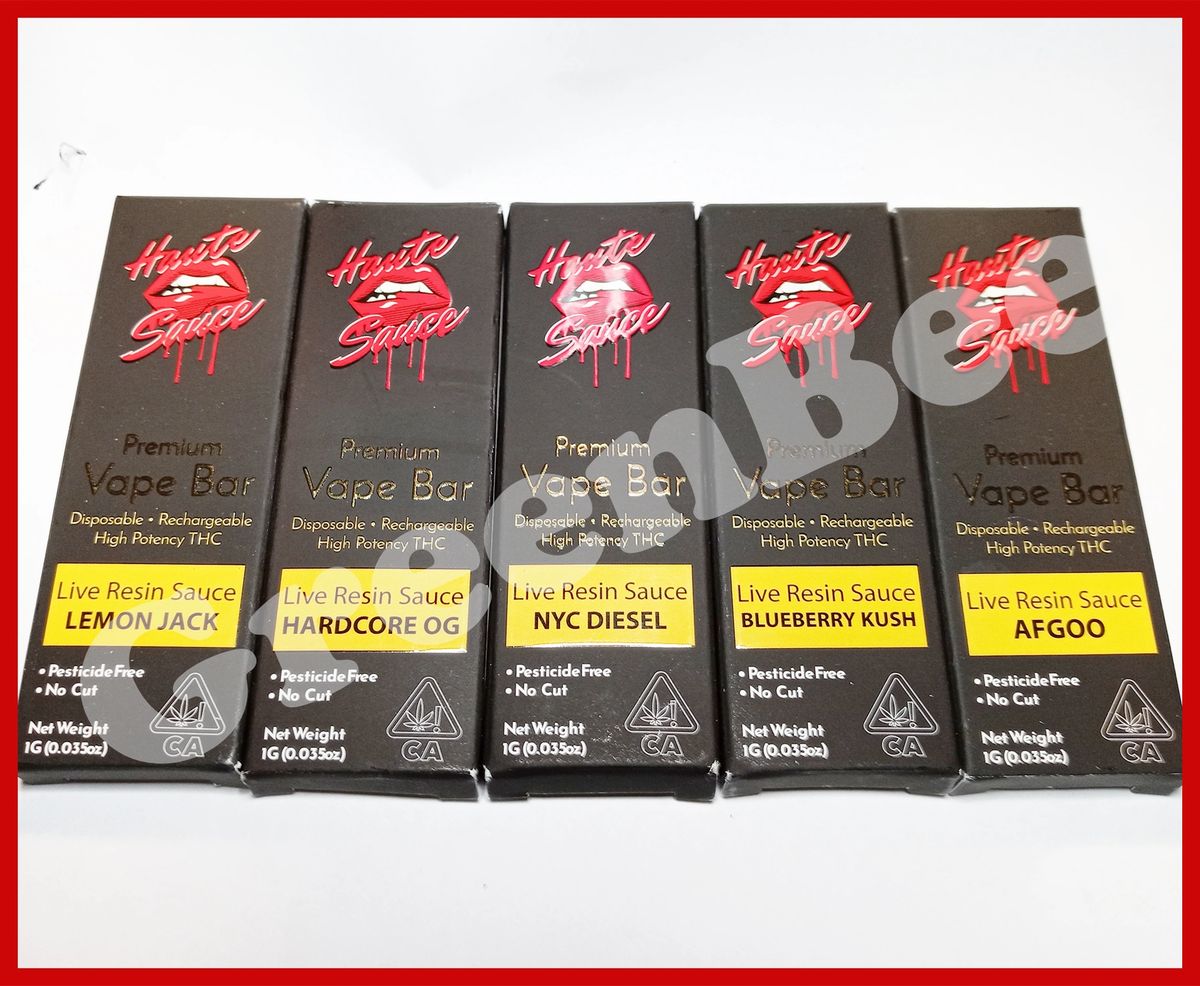 Haute
Sauce
Premium
Vape Bar
Disposable • Rechargeable
High Potency THC
Live Resin Sauce
LEMON JACK
• Pesticide Free
• No Cut
Net Weight
1G (0.035oz)
CA
Haute
Sauce
Premium
Vape Bar
Disposable • Rechargeable
High Potency THC
Live Resin Sauce
HARDCORE OG
• Pesticide Free
• No Cut
Net Weight
1G (0.035oz)
CA
Haute
Sauce
Premium
Vape Bar
Disposable • Rechargeable
High Potency THC
Live Resin Sauce
NYC DIESEL
• Pesticide Free
• No Cut
Net Weight
1G (0.035oz)
CA
Haute
Sauce
Premium
Vape Bar
Disposable • Rechargeable
High Potency THC
Live Resin Sauce
BLUEBERRY KUSH
• Pesticide Free
• No Cut
Net Weight
1G (0.035oz)
CA
Haute
Sauce
Premium
Vape Bar
Disposable • Rechargeable
High Potency THC
Live Resin Sauce
AFGOO
• Pesticide Free
• No Cut
Net Weight
1G (0.035oz)
CA
GreenBee